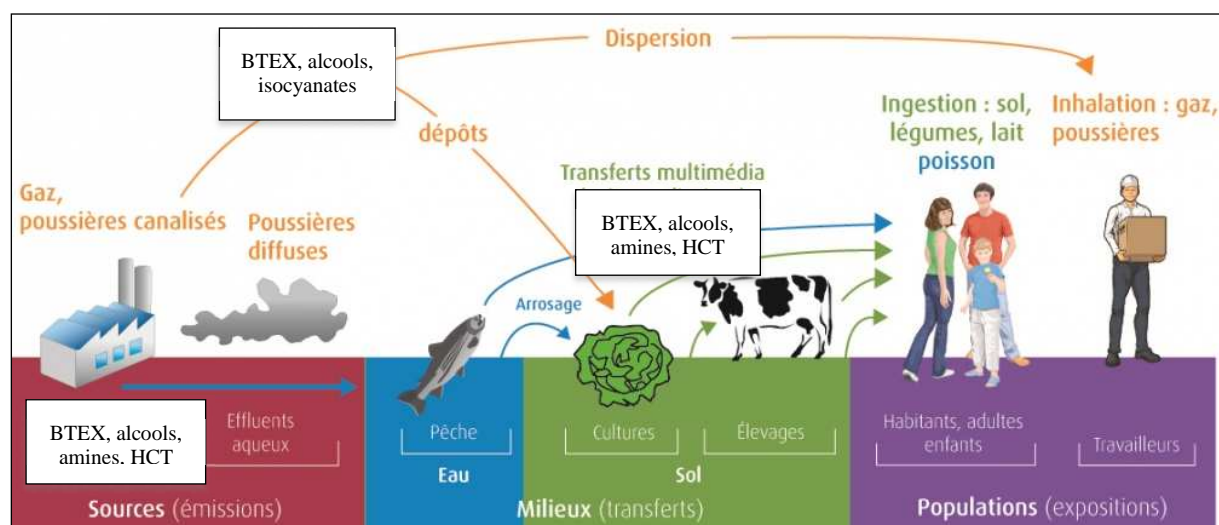 BTEX, alcools,
isocyanates
Dispersion
dépôts
Gaz,
poussières canalisés
Poussières
diffuses
Transferts multimédia
BTEX, alcools,
amines, HCT
Ingestion : sol,
légumes, lait
poisson
Inhalation : gaz,
poussières
Arrosage
BTEX, alcools,
amines. HCT
Effluents
aqueux
Pêche
Cultures
Élevages
Habitants, adultes
enfants
Travailleurs
Eau
Sol
Sources (émissions)
Milieux (transferts)
Populations (expositions)